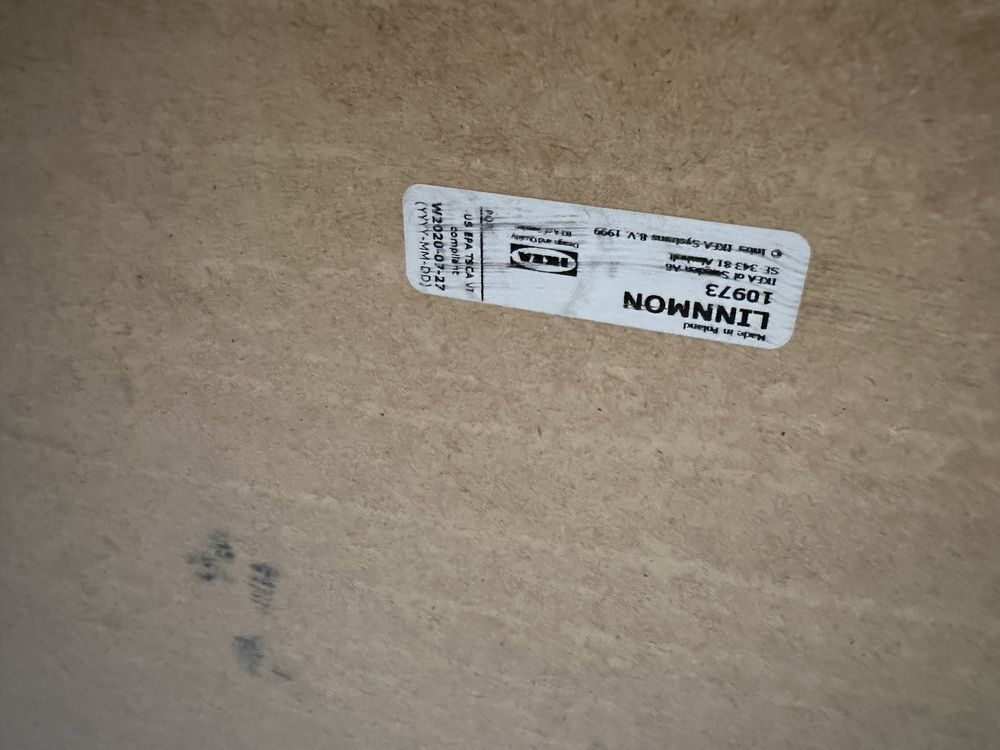 Made in Poland
LINNMON
10973
IKEA of Sweden AB
SE 343 81 Älmhult
© Inter IKEA Systems B.V. 1999
IKEA
Design and Quality
IKEA of Sweden
US EPA TSCA VI
compliant
W2020-07-27
(YYYY-MM-DD)